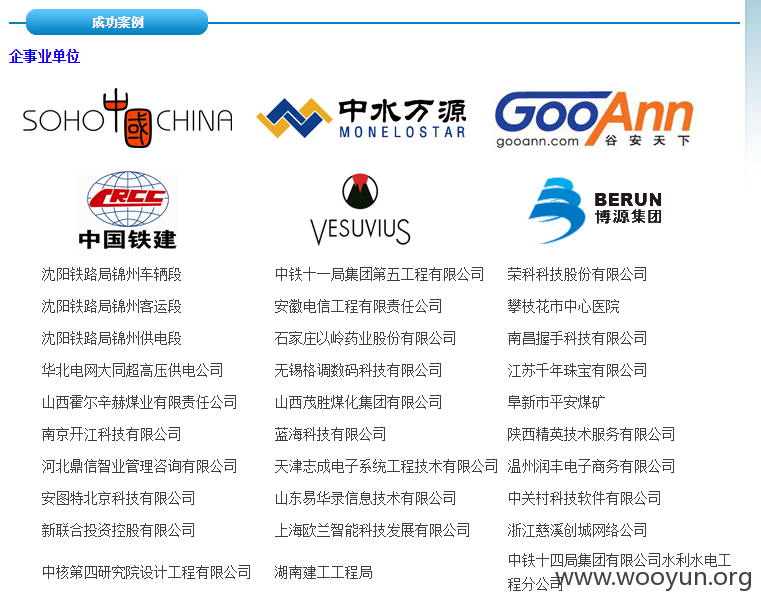 成功案例
企事业单位
SOHO 中國 CHINA
中水万源
MONELOSTAR
GooAnn
gooann.com 谷安天下
CRCC
中国铁建
VESUVIUS
BERUN
博源集团
沈阳铁路局锦州车辆段 中铁十一局集团第五工程有限公司 荣科科技股份有限公司
沈阳铁路局锦州客运段 安徽电信工程有限责任公司 攀枝花市中心医院
沈阳铁路局锦州供电段 石家庄以岭药业股份有限公司 南昌握手科技有限公司
华北电网大同超高压供电公司 无锡格调数码科技有限公司 江苏千年珠宝有限公司
山西霍尔辛赫煤业有限责任公司 山西茂胜煤化集团有限公司 阜新市平安煤矿
南京开江科技有限公司 蓝海科技有限公司 陕西精英技术服务有限公司
河北鼎信智业管理咨询有限公司 天津志成电子系统工程技术有限公司 温州润丰电子商务有限公司
安图特北京科技有限公司 山东易华录信息技术有限公司 中关村科技软件有限公司
新联合投资控股有限公司 上海欧兰智能科技发展有限公司 浙江慈溪创城网络公司
中核第四研究院设计工程有限公司 湖南建工工程局 中铁十四局集团有限公司水利水电工
程分公司
www.wooyun.org